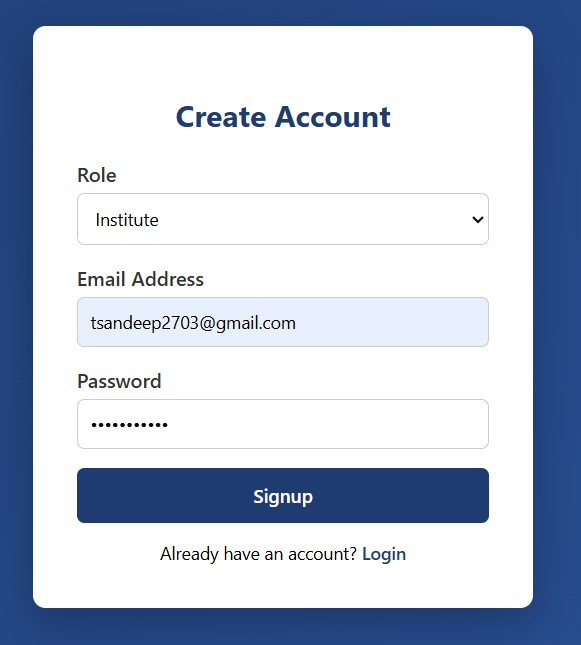 Create Account
Role
Institute
Email Address
tsandeep2703@gmail.com
Password
•••••••••••
Signup
Already have an account? Login